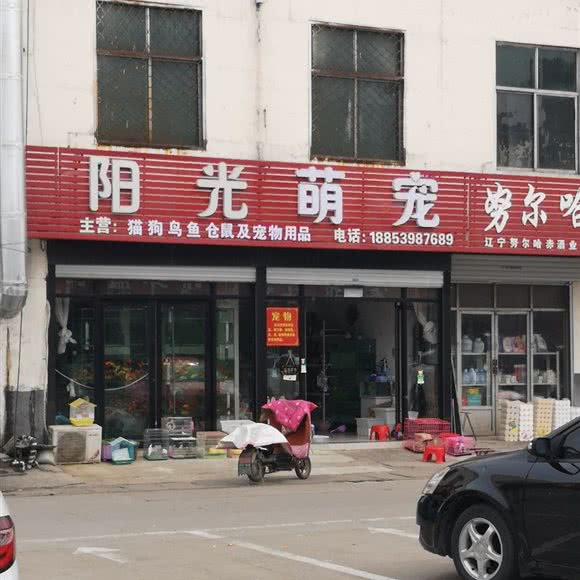 阳光萌宠
主营：猫狗鸟鱼仓鼠及宠物用品 电话：18853987689
努尔哈
辽宁努尔哈赤酒业
宠物